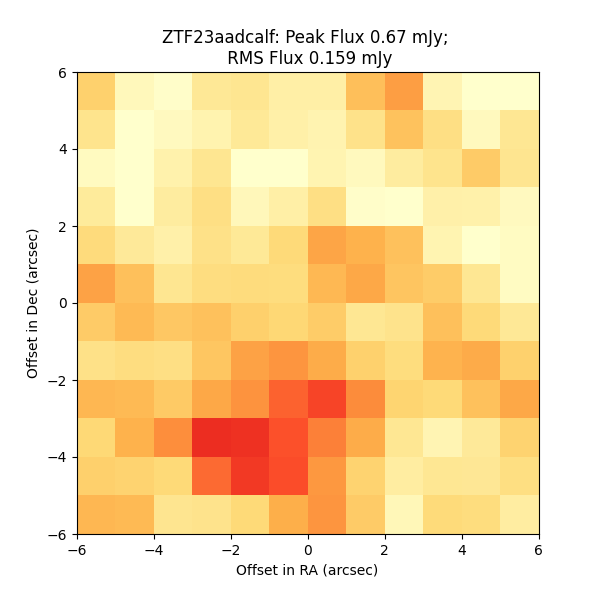 ZTF23aadcalf: Peak Flux 0.67 mJy;
RMS Flux 0.159 mJy
6
4
2
0
−2
−4
−6
Offset in Dec (arcsec)
−6 −4 −2 0 2 4 6
Offset in RA (arcsec)